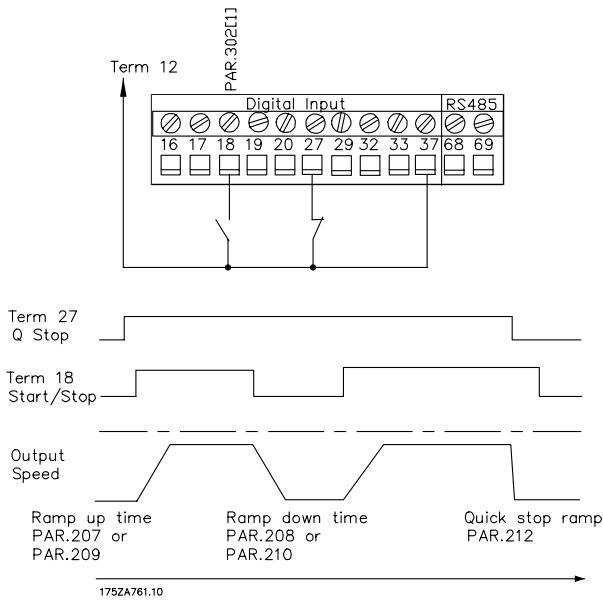 PAR.302[1]
Term 12
Digital Input RS485
16 17 18 19 20 27 29 32 33 37 68 69
Term 27
Q Stop
Term 18
Start/Stop
Output
Speed
Ramp up time
PAR.207 or
PAR.209
Ramp down time
PAR.208 or
PAR.210
Quick stop ramp
PAR.212
175ZA761.10